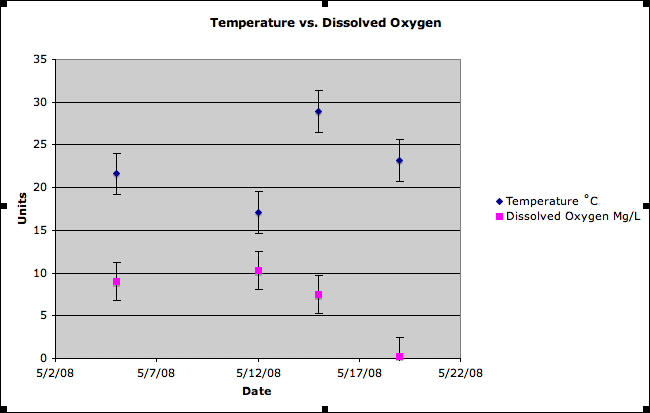 Temperature vs. Dissolved Oxygen
35
30
25
20
15
10
5
0
Units
5/2/08 5/7/08 5/12/08 5/17/08 5/22/08
Date
Temperature ˚C
Dissolved Oxygen Mg/L